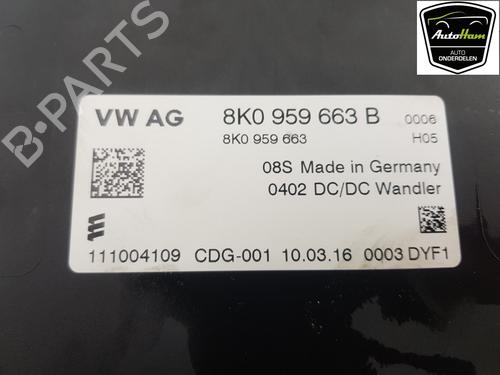 AutoHam
AUTO
ONDERDELEN
VW AG
8K0 959 663 B
0006
8K0 959 663
H05
08S Made in Germany
0402 DC/DC Wandler
111004109 CDG-001 10.03.16 0003 DYF1
B-PARTS